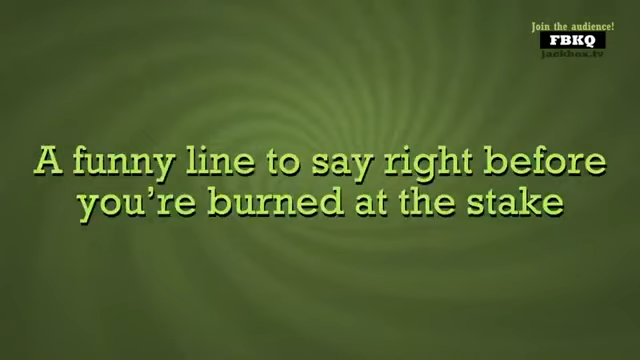 Join the audience!
FBKQ
jackbox.tv
A funny line to say right before
you're burned at the stake